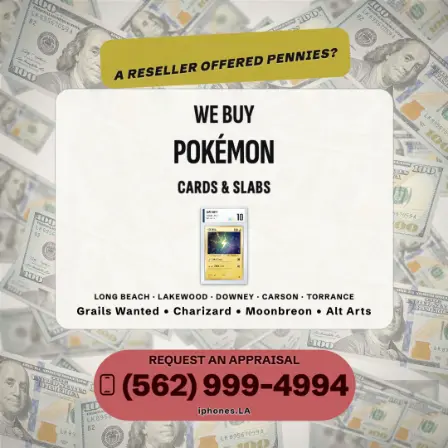 A RESELLER OFFERED PENNIES?
WE BUY
POKÉMON
CARDS & SLABS
10
LONG BEACH · LAKEWOOD · DOWNEY · CARSON · TORRANCE
Grails Wanted • Charizard • Moonbreon • Alt Arts
REQUEST AN APPRAISAL
(562) 999-4994
iphones.LA